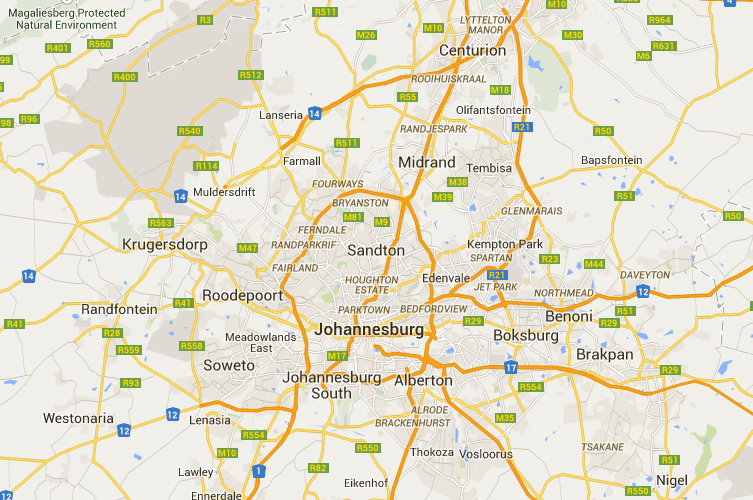 R511
M10
R560
Magaliesberg Protected
Natural Environment
R3
LYTTELTON
MANOR
R964
M26
M10
M30
R560
R401
R631
Centurion
M6
99
R400
R512
ROOIHUISKRAAL
M18
R55
Lanseria
14
Olifantsfontein
98
R96
R540
RANDJESPARK
R21
R50
R511
R114
Farmall
Midrand
Tembisa
Bapsfontein
Muldersdrift
14
FOURWAYS
M38
M39
R51
BRYANSTON
M81
M9
GLENMARAIS
R50
R563
FERNDALE
Krugersdorp
M47
RANDPARKRIF
Sandton
Kempton Park
SPARTAN
R23
M44
14
FAIRLAND
HOUGHTON
ESTATE
Edenvale
R21
JET PARK
DAVEYTON
12
Roodepoort
NORTHMEAD
R41
Randfontein
PARKTOWN
BEDFORDVIEW
R51
Benoni
R41
Johannesburg
R29
R29
R28
Meadowlands
East
Boksburg
R559
R558
M17
Brakpan
Soweto
17
R29
R93
Johannesburg
South
Alberton
R554
Westonaria
12
12
Lenasia
ALRODE
BRACKENHURST
M35
R554
M10
R550
TSAKANE
Thokoza
Vosloorus
R51
Lawley
1
R82
Eikenhof
Nigel
R550
12
Ennerdale